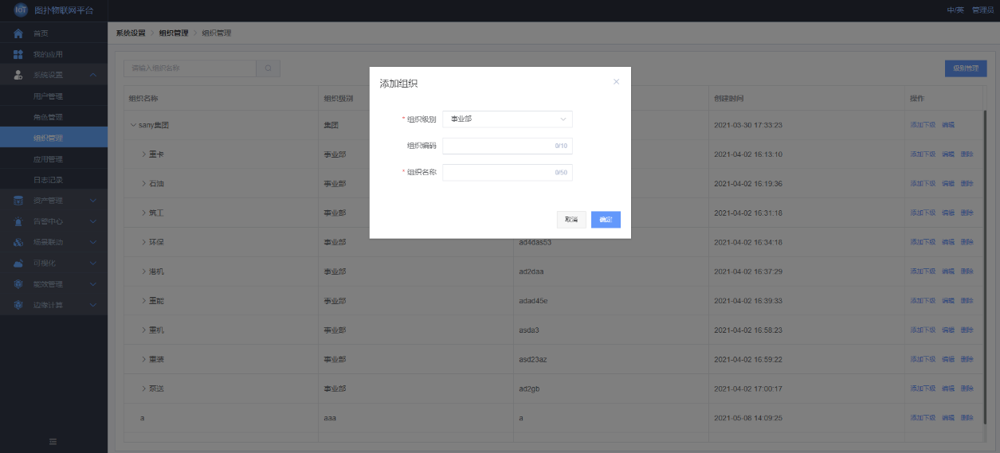 IoT 图扑物联网平台
中/英 管理员
首页
我的应用
系统设置
用户管理
角色管理
组织管理
应用管理
日志记录
资产管理
告警中心
场景联动
可视化
能效管理
边缘计算
系统设置 > 组织管理 > 组织管理
请输入组织名称
级别管理
组织名称 组织级别 创建时间 操作
sany集团 集团 2021-03-30 17:33:23 添加下级 编辑
重卡 事业部 2021-04-02 16:13:10 添加下级 编辑 删除
石油 事业部 2021-04-02 16:19:36 添加下级 编辑 删除
筑工 事业部 2021-04-02 16:31:18 添加下级 编辑 删除
环保 事业部 ad4das53 2021-04-02 16:34:18 添加下级 编辑 删除
港机 事业部 ad2daa 2021-04-02 16:37:29 添加下级 编辑 删除
重能 事业部 adad45e 2021-04-02 16:39:33 添加下级 编辑 删除
重机 事业部 asda3 2021-04-02 16:58:23 添加下级 编辑 删除
重装 事业部 asd23az 2021-04-02 16:59:22 添加下级 编辑 删除
泵送 事业部 ad2gb 2021-04-02 17:00:17 添加下级 编辑 删除
a aaa a 2021-05-08 14:09:25 添加下级 编辑 删除
添加组织
* 组织级别 事业部
组织编码 0/10
* 组织名称 0/50
取消 确定